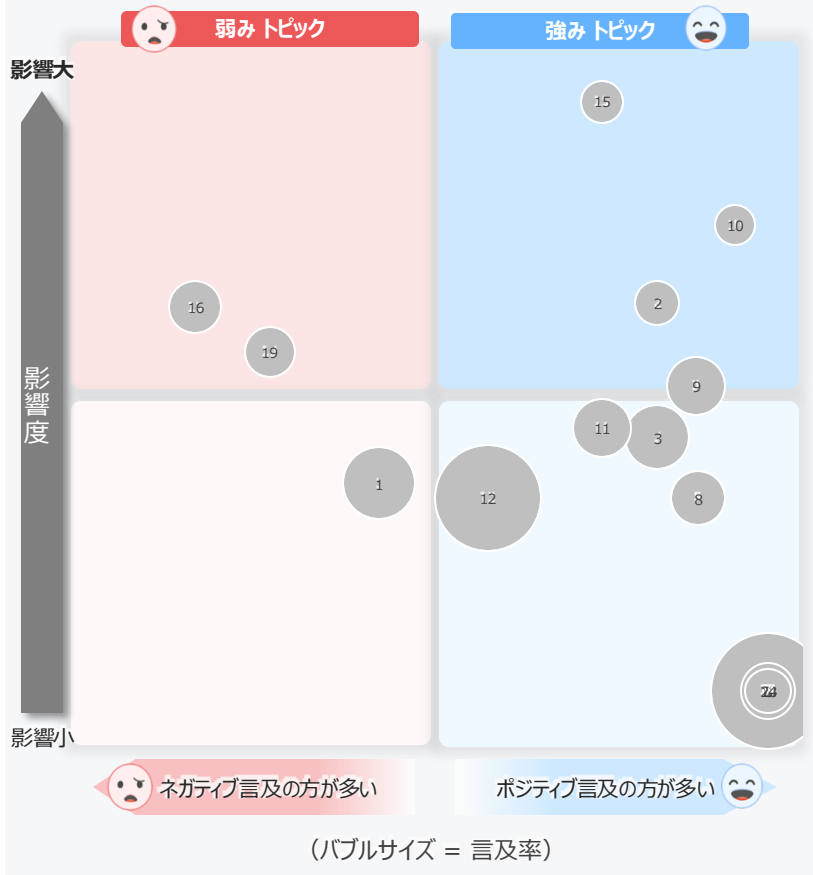 弱み トピック
強み トピック
影響大
15
10
2
16
19
9
影響度
11
3
1
12
8
影響小
ネガティブ言及の方が多い
ポジティブ言及の方が多い
（バブルサイズ = 言及率）